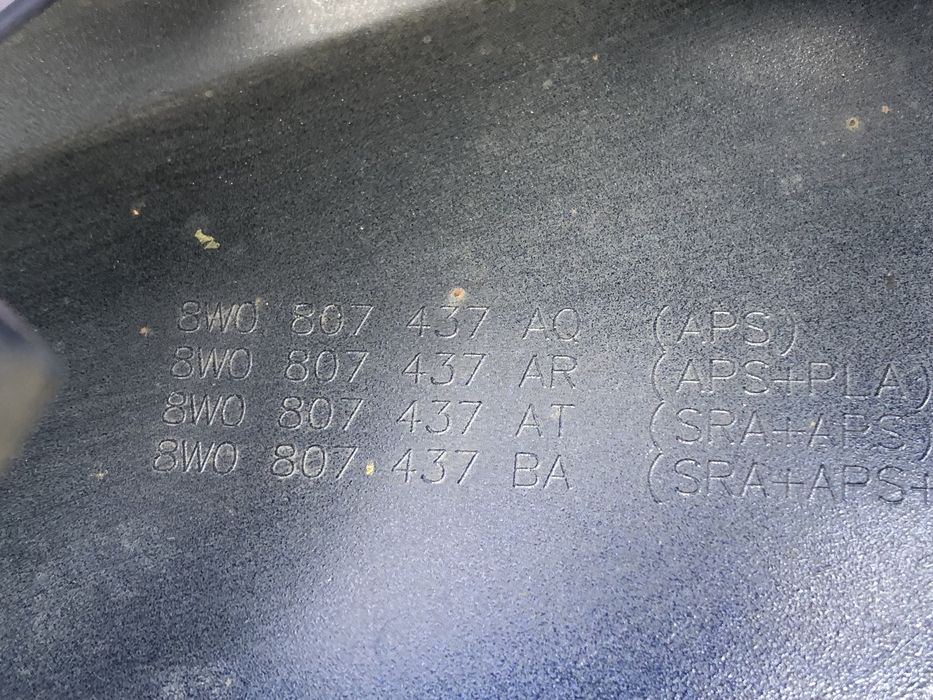 8W0 807 437 AQ (APS)
8W0 807 437 AR (APS+PLA)
8W0 807 437 AT (SRA+APS)
8W0 807 437 BA (SRA+APS+